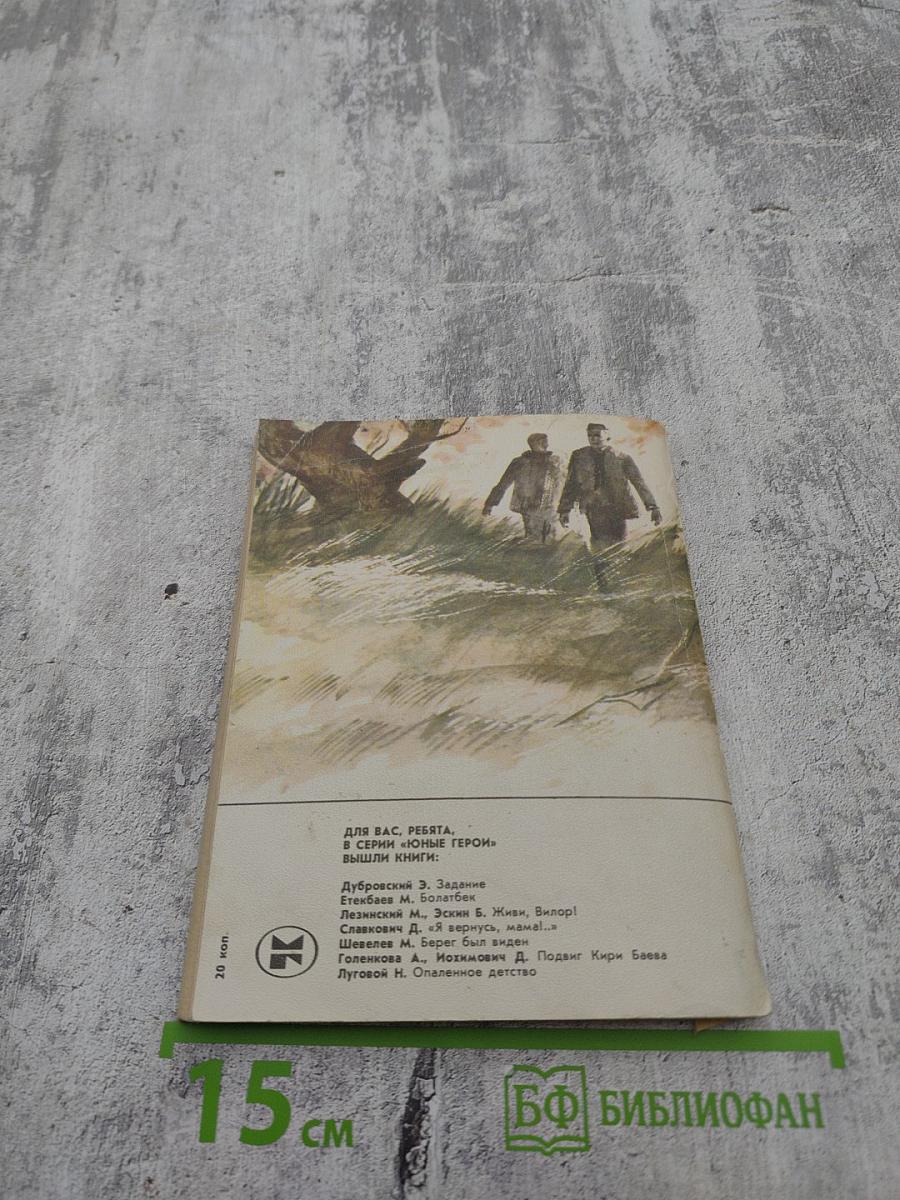 ДЛЯ ВАС, РЕБЯТА,
В СЕРИИ «ЮНЫЕ ГЕРОИ»
ВЫШЛИ КНИГИ:
Дубровский Э. Задание
Етекбаев М. Болатбек
Лезинский М., Эскин Б. Живи, Вилор!
Славкович Д. «Я вернусь, мама!..»
Шевелев М. Берег был виден
Голенкова А., Иохимович Д. Подвиг Кири Баева
Луговой Н. Опаленное детство
20 коп.
15 см
БФ БИБЛИОФАН